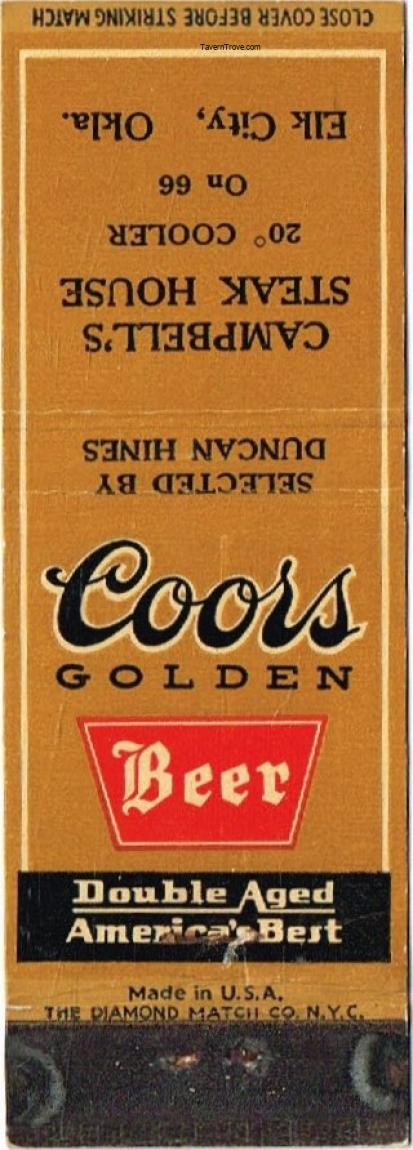 CLOSE COVER BEFORE STRIKING MATCH
TavernTrove.com
Elk City, Okla.
On 66
20° COOLER
STEAK HOUSE
CAMPBELL'S
DUNCAN HINES
SELECTED BY
Coors
GOLDEN
Beer
Double Aged
America's Best
Made in U.S.A.
THE DIAMOND MATCH CO. N.Y.C.